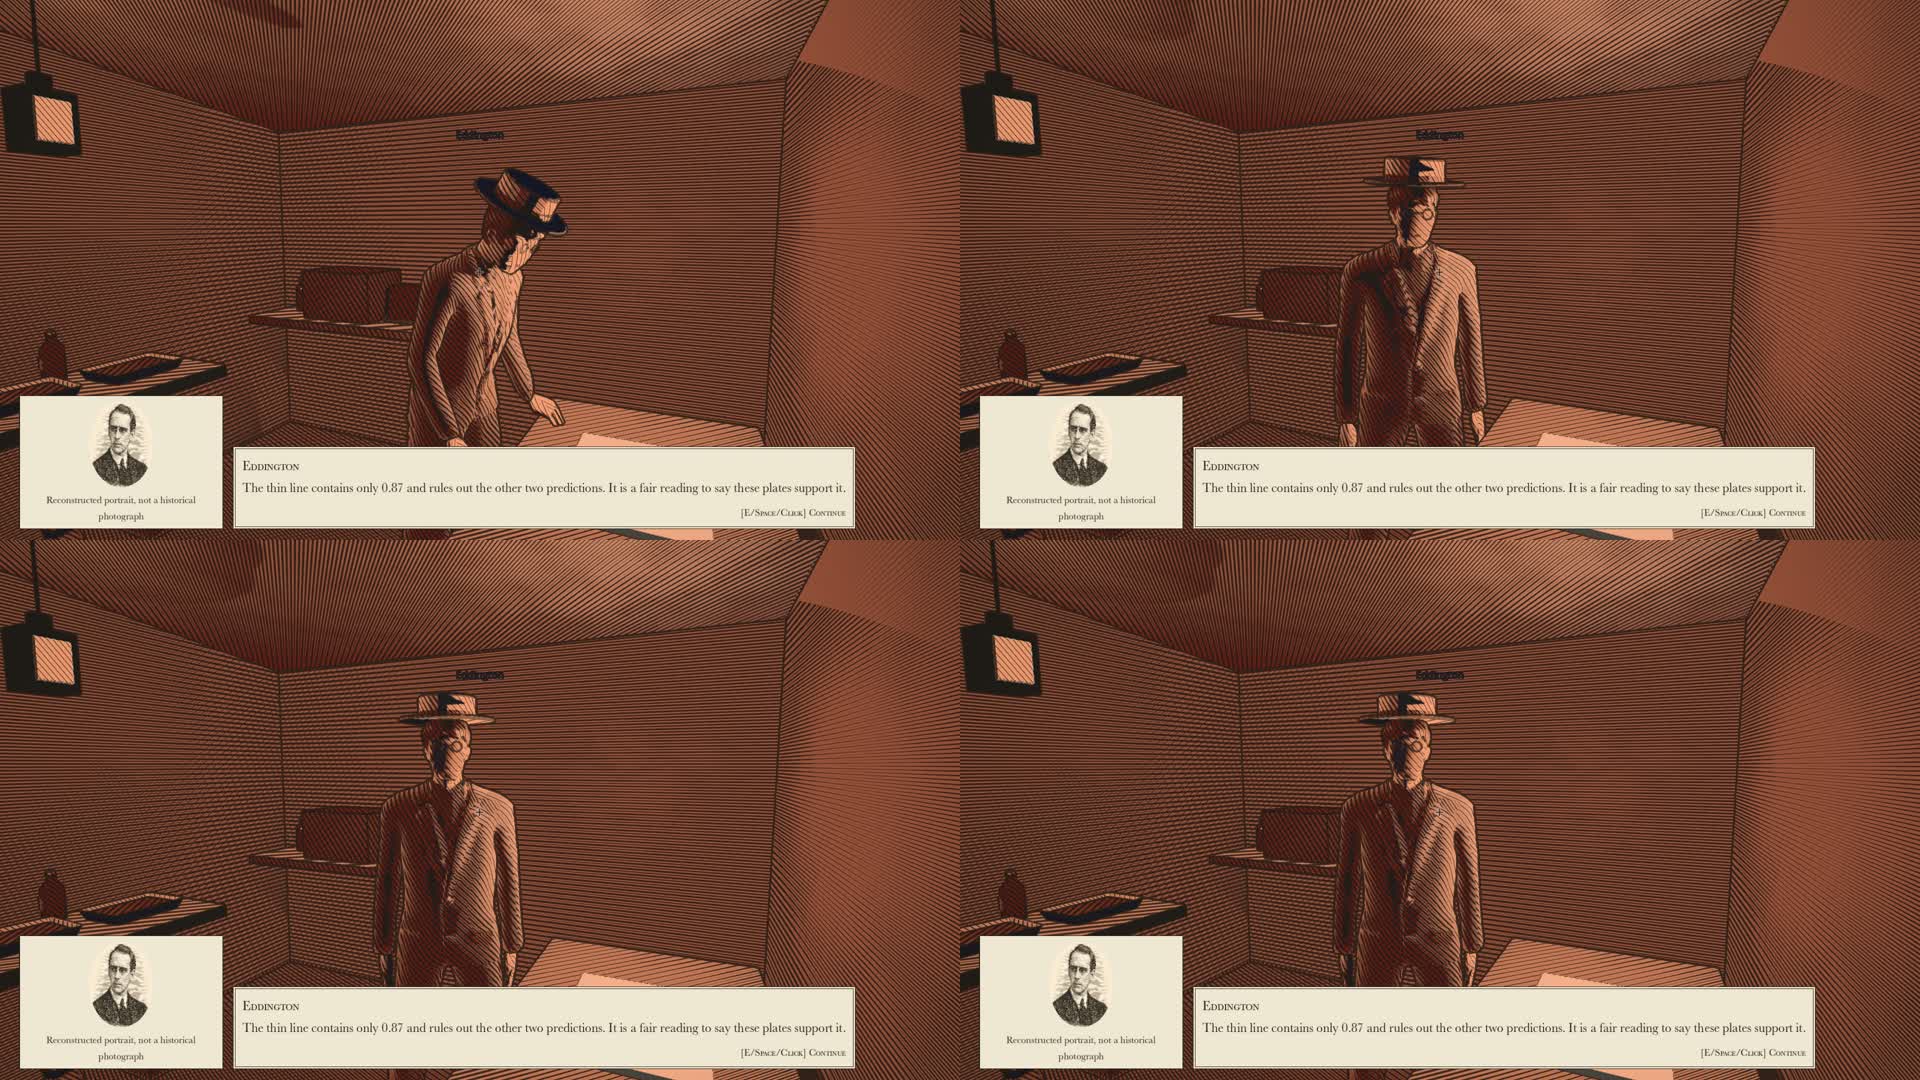 Eddington
Eddington
Reconstructed portrait, not a historical
photograph
Eddington
The thin line contains only 0.87 and rules out the other two predictions. It is a fair reading to say these plates support it.
[E/Space/Click] Continue
Reconstructed portrait, not a historical
photograph
Eddington
The thin line contains only 0.87 and rules out the other two predictions. It is a fair reading to say these plates support it.
[E/Space/Click] Continue
Eddington
Eddington
Reconstructed portrait, not a historical
photograph
Eddington
The thin line contains only 0.87 and rules out the other two predictions. It is a fair reading to say these plates support it.
[E/Space/Click] Continue
Reconstructed portrait, not a historical
photograph
Eddington
The thin line contains only 0.87 and rules out the other two predictions. It is a fair reading to say these plates support it.
[E/Space/Click] Continue